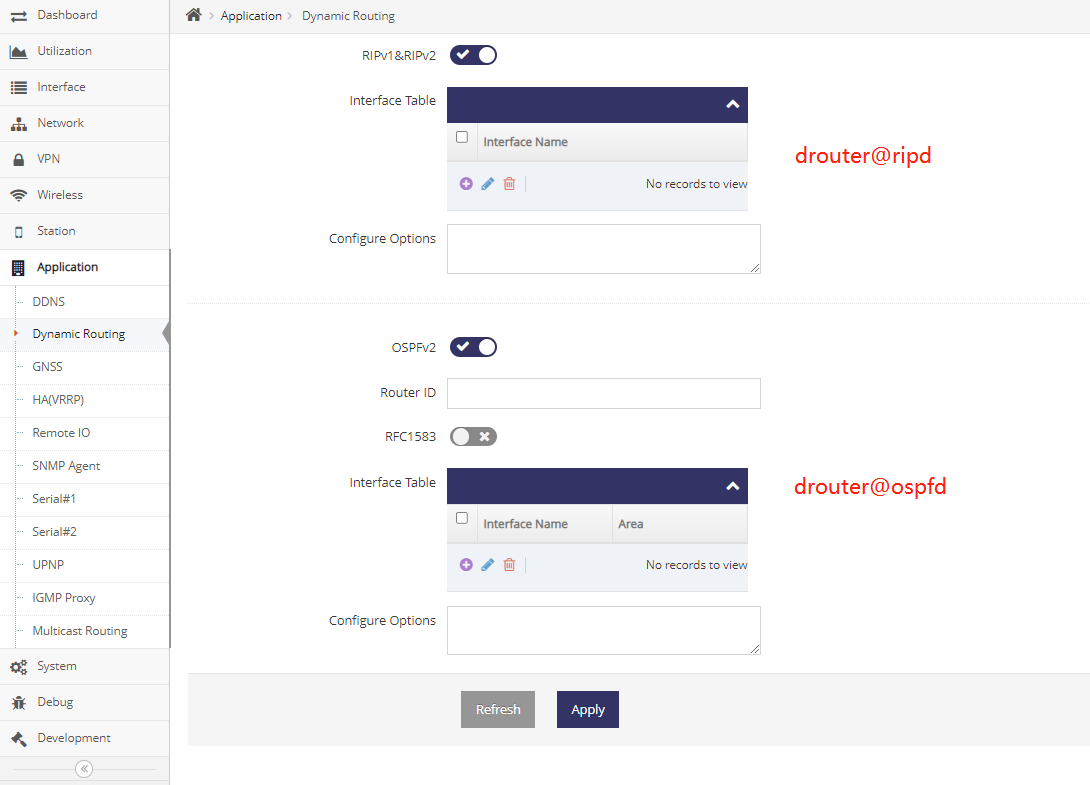 Dashboard
Utilization
Interface
Network
VPN
Wireless
Station
Application
DDNS
Dynamic Routing
GNSS
HA(VRRP)
Remote IO
SNMP Agent
Serial#1
Serial#2
UPNP
IGMP Proxy
Multicast Routing
System
Debug
Development
Application Dynamic Routing
RIPv1&RIPv2
Interface Table
Interface Name
No records to view
drouter@ripd
Configure Options
OSPFv2
Router ID
RFC1583
Interface Table
Interface Name Area
No records to view
drouter@ospfd
Configure Options
Refresh Apply